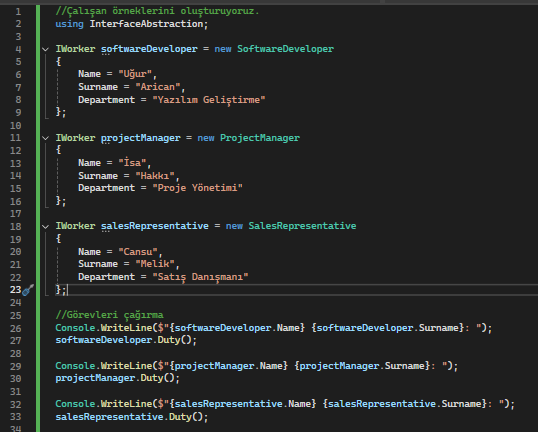 1 //Çalışan örneklerini oluşturuyoruz.
2 using InterfaceAbstraction;
3
4 IWorker softwareDeveloper = new SoftwareDeveloper
5 {
6     Name = "Uğur",
7     Surname = "Arican",
8     Department = "Yazılım Geliştirme"
9 };
10
11 IWorker projectManager = new ProjectManager
12 {
13     Name = "İsa",
14     Surname = "Hakkı",
15     Department = "Proje Yönetimi"
16 };
17
18 IWorker salesRepresentative = new SalesRepresentative
19 {
20     Name = "Cansu",
21     Surname = "Melik",
22     Department = "Satış Danışmanı"
23 };
24
25 //Görevleri çağırma
26 Console.WriteLine($"{softwareDeveloper.Name} {softwareDeveloper.Surname}: ");
27 softwareDeveloper.Duty();
28
29 Console.WriteLine($"{projectManager.Name} {projectManager.Surname}: ");
30 projectManager.Duty();
31
32 Console.WriteLine($"{salesRepresentative.Name} {salesRepresentative.Surname}: ");
33 salesRepresentative.Duty();
34